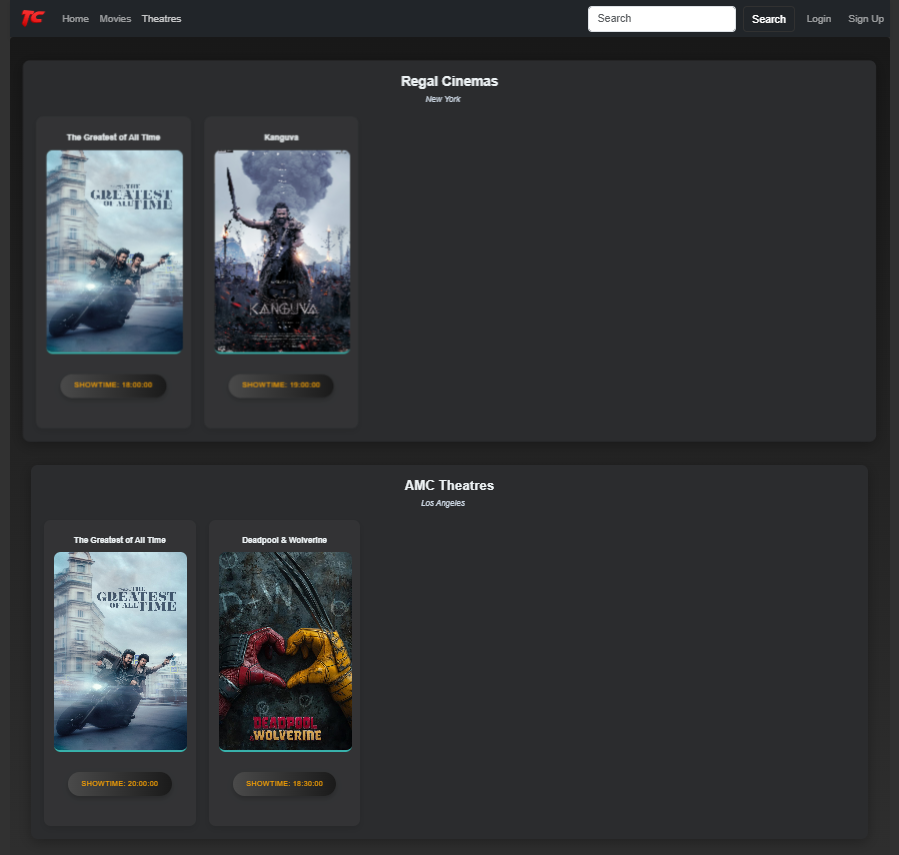 TC
Home Movies Theatres Search Search Login Sign Up
Regal Cinemas
New York
The Greatest of All Time
Kanguva
THE
GREATEST
OF ALL TIME
KANGUVA
SHOWTIME: 18:00:00
SHOWTIME: 19:00:00
AMC Theatres
Los Angeles
The Greatest of All Time
Deadpool & Wolverine
THE
GREATEST
OF ALL TIME
D+W
DEADPOOL
WOLVERINE
SHOWTIME: 20:00:00
SHOWTIME: 18:30:00